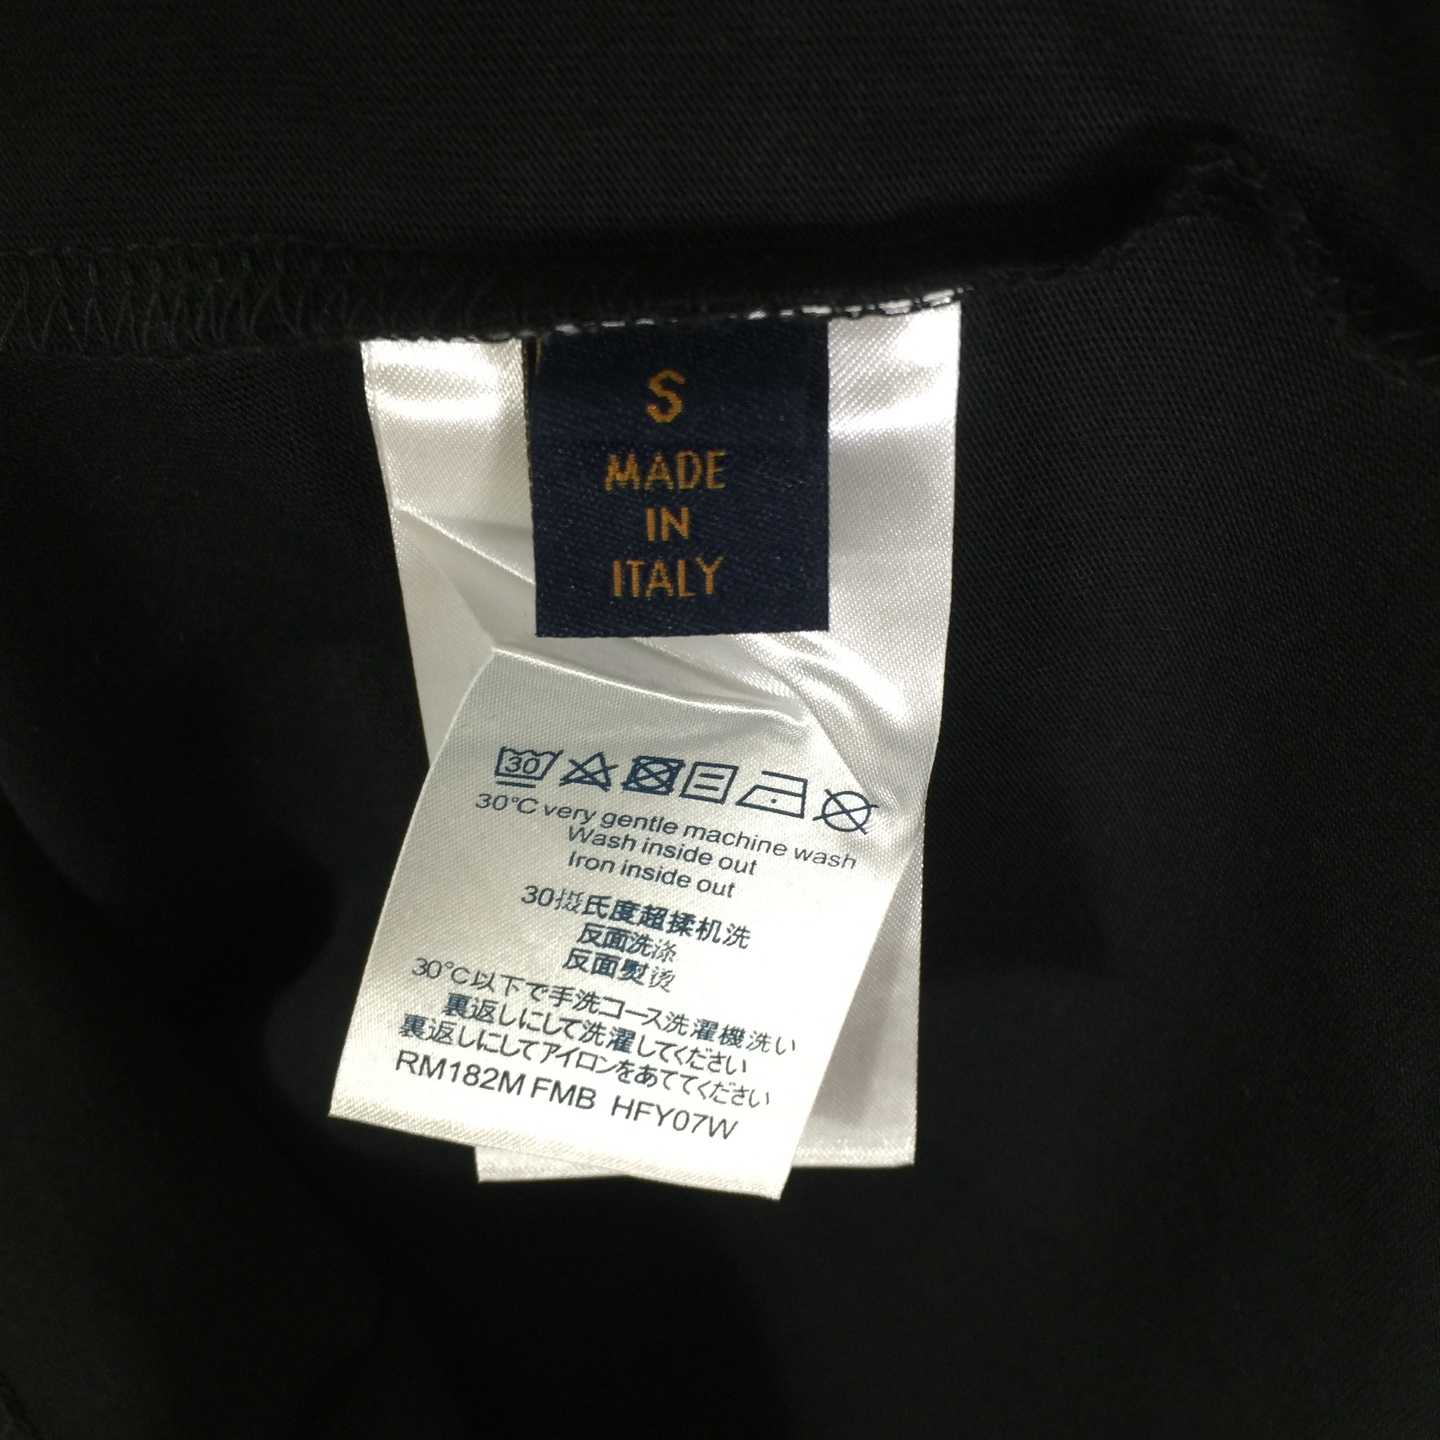 S
MADE
IN
ITALY
30
30°C very gentle machine wash
Wash inside out
Iron inside out
30摄氏度超揉机洗
反面洗涤
反面熨烫
30°C以下で手洗コース洗濯機洗い
裏返しにして洗濯してください
裏返しにしてアイロンをあててください
RM182M FMB HFY07W